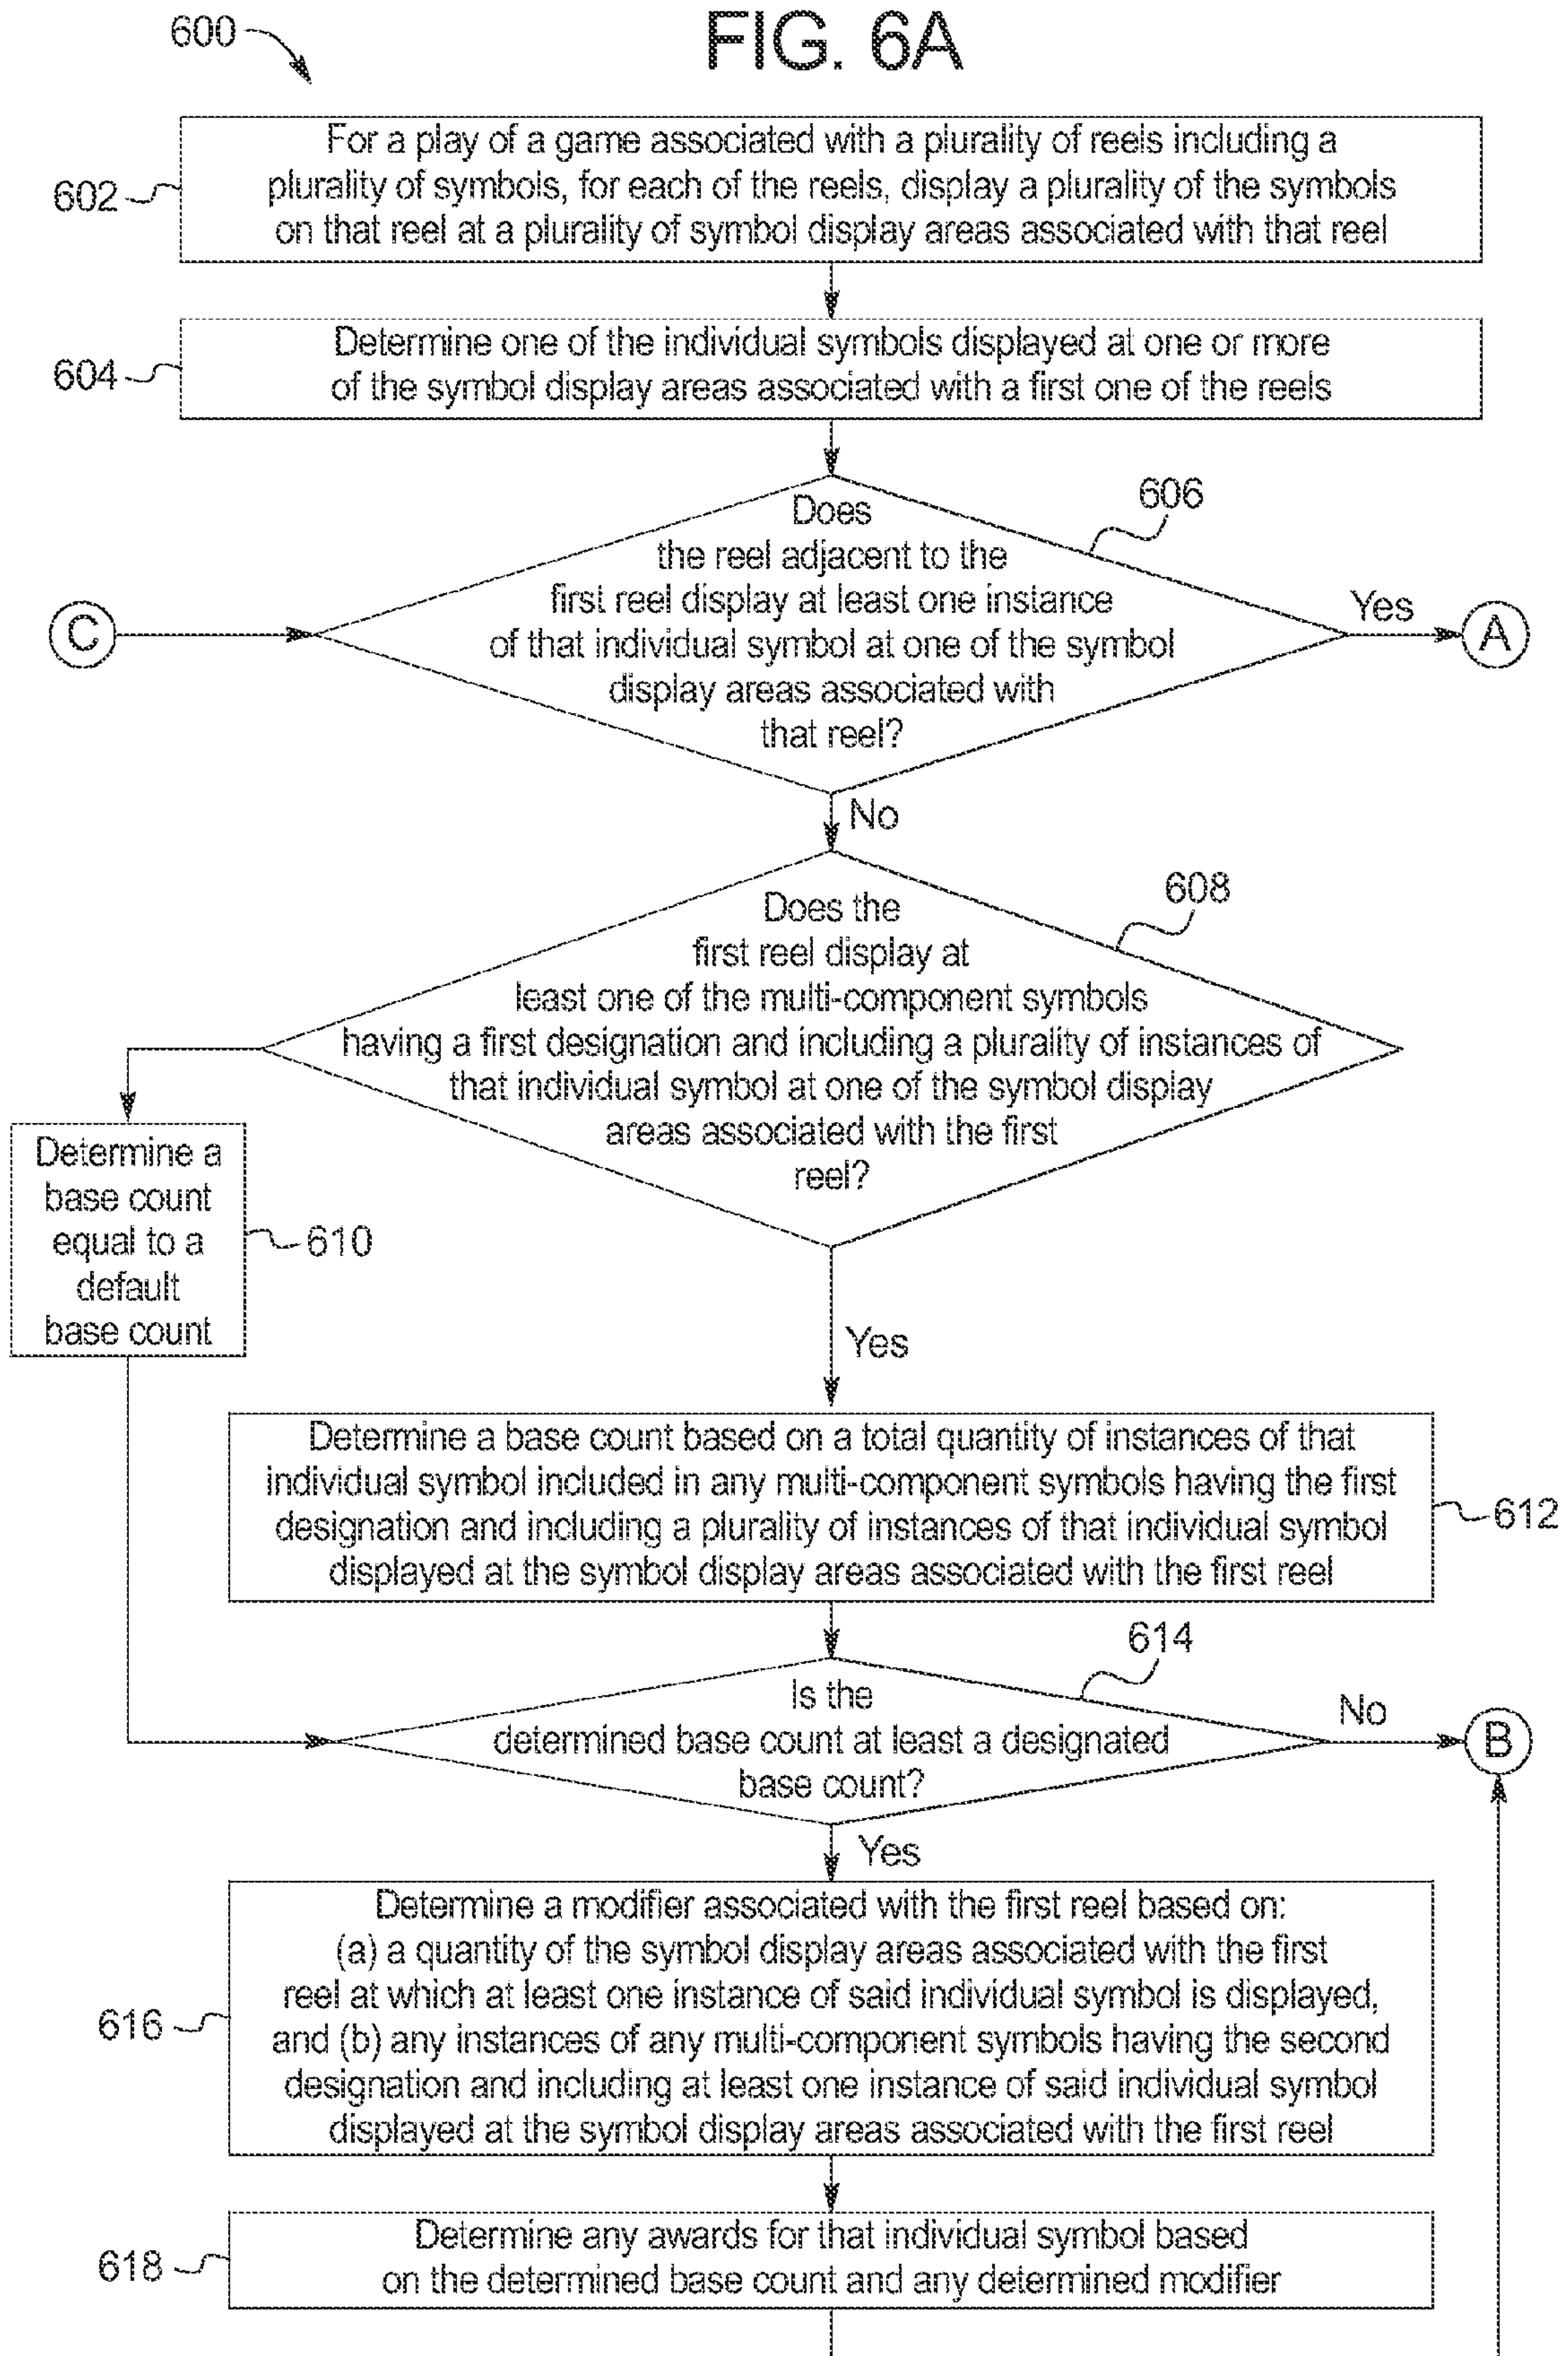 FIG. 6A
600
602
For a play of a game associated with a plurality of reels including a
plurality of symbols, for each of the reels, display a plurality of the symbols
on that reel at a plurality of symbol display areas associated with that reel
604
Determine one of the individual symbols displayed at one or more
of the symbol display areas associated with a first one of the reels
606
Does
the reel adjacent to the
first reel display at least one instance
of that individual symbol at one of the symbol
display areas associated with
that reel?
C
Yes
A
No
608
Does the
first reel display at
least one of the multi-component symbols
having a first designation and including a plurality of instances of
that individual symbol at one of the symbol display
areas associated with the first
reel?
Determine a
base count
equal to a
default
base count
610
Yes
Determine a base count based on a total quantity of instances of that
individual symbol included in any multi-component symbols having the first
designation and including a plurality of instances of that individual symbol
displayed at the symbol display areas associated with the first reel
612
614
Is the
determined base count at least a designated
base count?
No
B
Yes
616
Determine a modifier associated with the first reel based on:
(a) a quantity of the symbol display areas associated with the first
reel at which at least one instance of said individual symbol is displayed,
and (b) any instances of any multi-component symbols having the second
designation and including at least one instance of said individual symbol
displayed at the symbol display areas associated with the first reel
618
Determine any awards for that individual symbol based
on the determined base count and any determined modifier